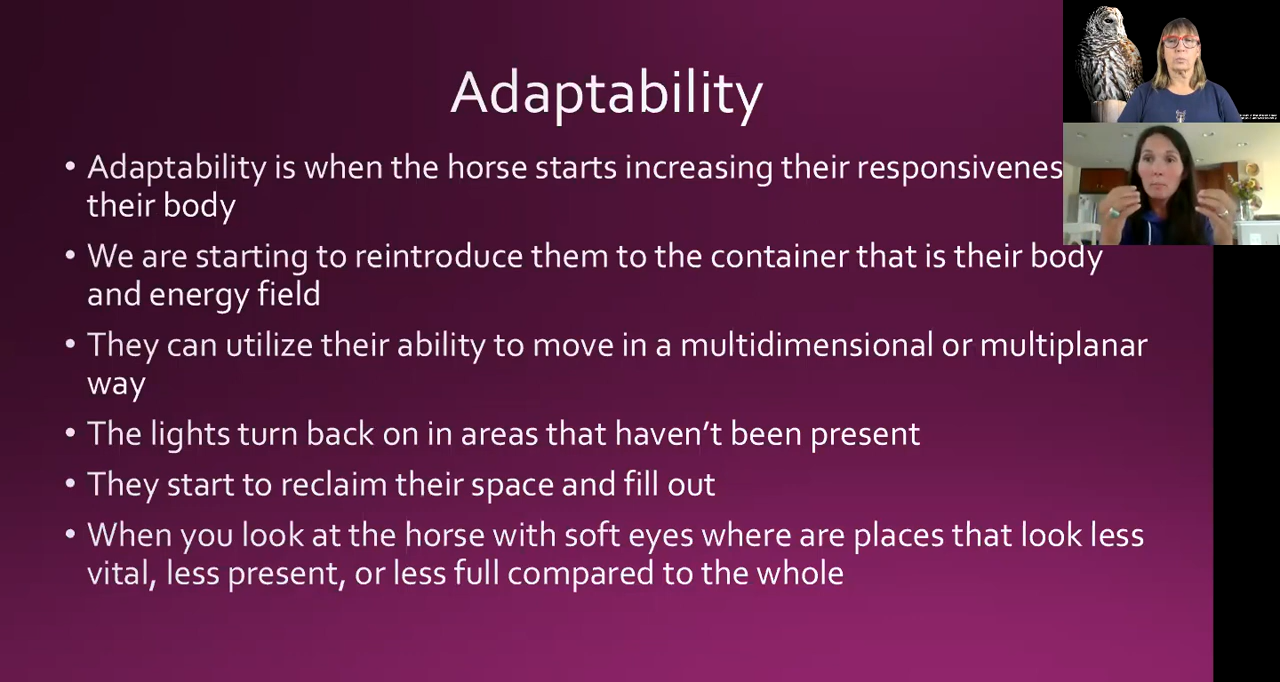 Adaptability
• Adaptability is when the horse starts increasing their
their body
• We are starting to reintroduce them to the container that is their body
and energy field
• They can utilize their ability to move in a multidimensional or multiplanar
way
• The lights turn back on in areas that haven’t been present
• They start to reclaim their space and fill out
• When you look at the horse with soft eyes where are places that look less
vital, less present, or less full compared to the whole